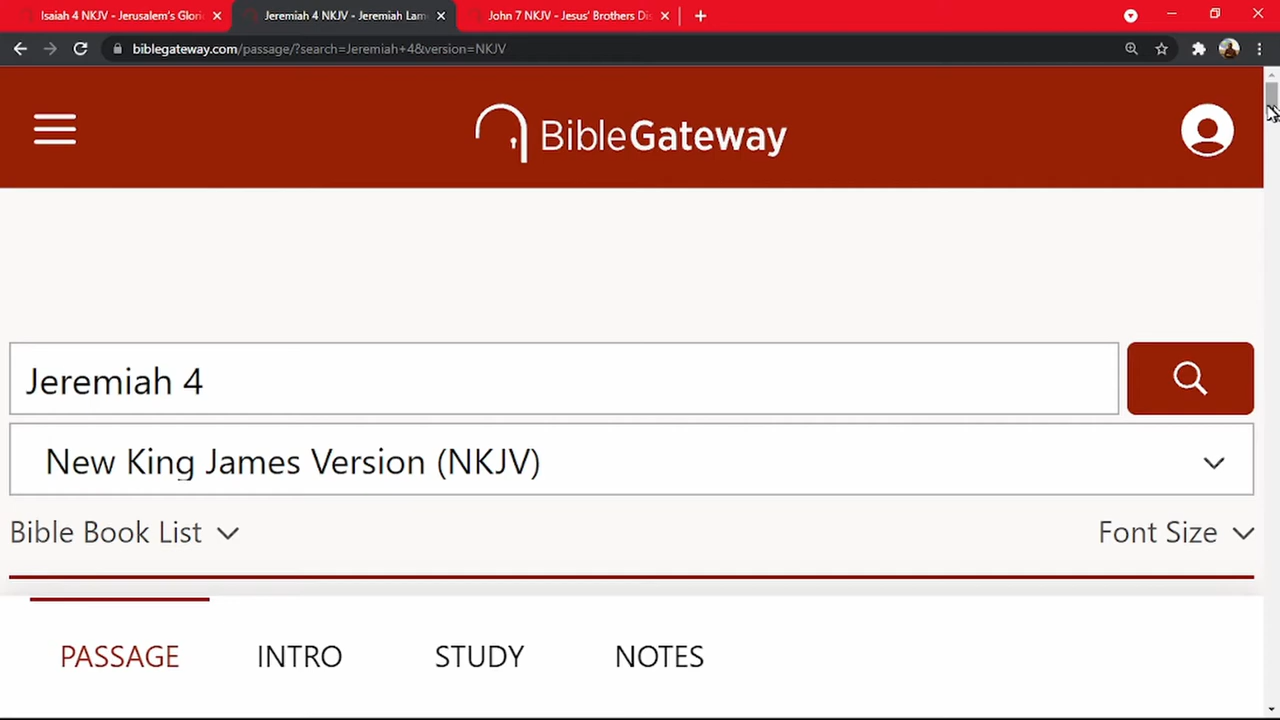 Isaiah 4 NKJV - Jerusalem's Glori
Jeremiah 4 NKJV - Jeremiah Lam
John 7 NKJV - Jesus' Brothers Di
biblegateway.com/passage/?search=Jeremiah+4&version=NKJV
BibleGateway
Jeremiah 4
New King James Version (NKJV)
Bible Book List
Font Size
PASSAGE INTRO STUDY NOTES